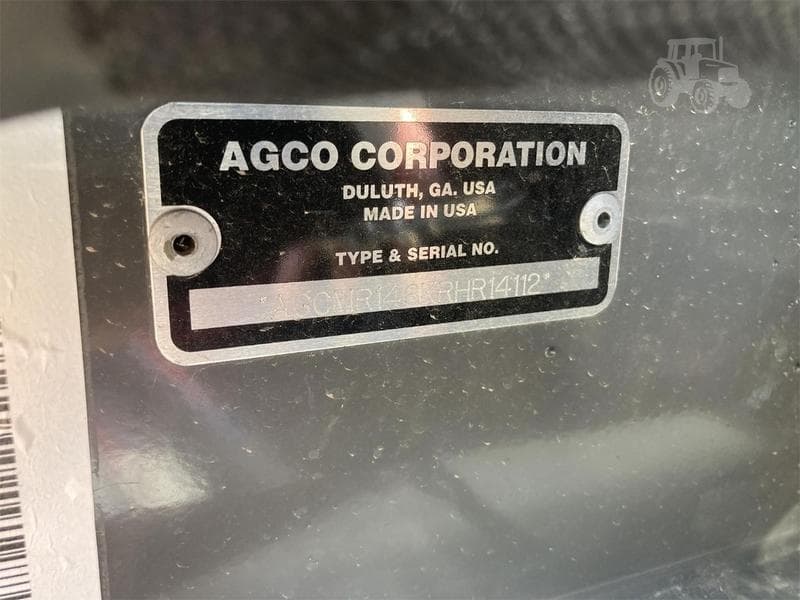 AGCO CORPORATION
DULUTH, GA. USA
MADE IN USA
TYPE & SERIAL NO.